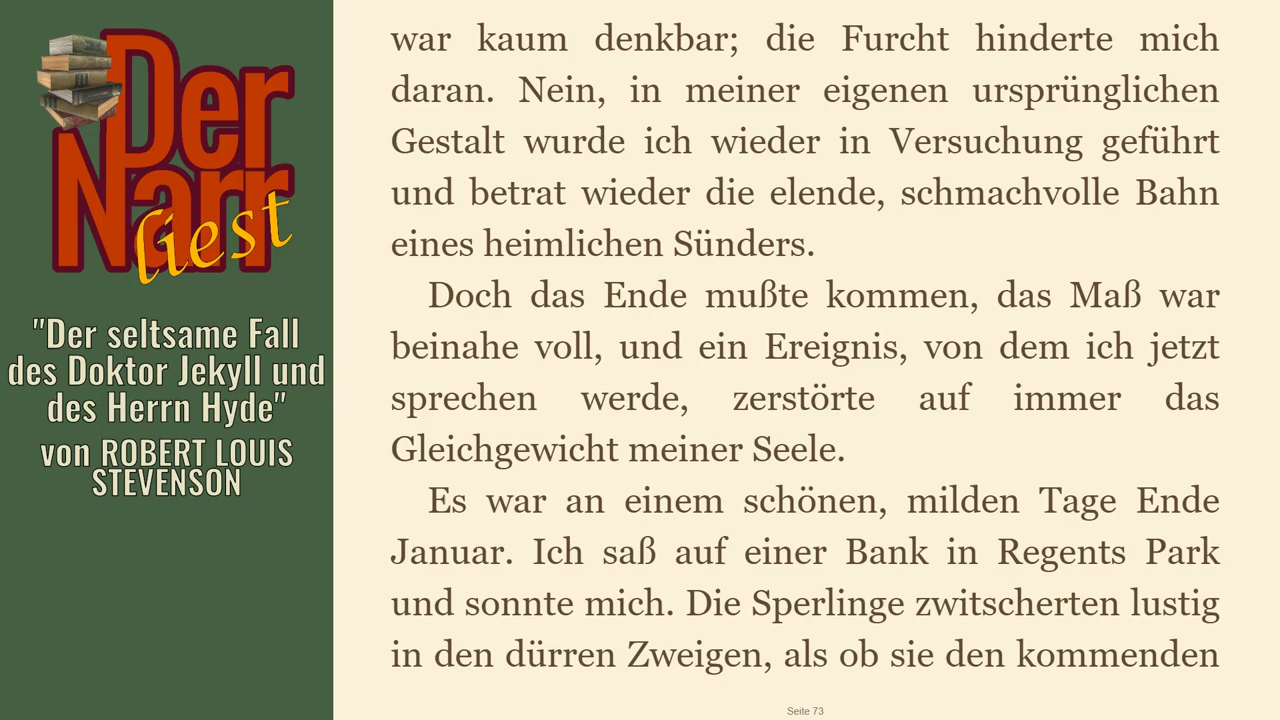 Der
Narr
liest
"Der seltsame Fall
des Doktor Jekyll und
des Herrn Hyde"
von ROBERT LOUIS
STEVENSON
war kaum denkbar; die Furcht hinderte mich
daran. Nein, in meiner eigenen ursprünglichen
Gestalt wurde ich wieder in Versuchung geführt
und betrat wieder die elende, schmachvolle Bahn
eines heimlichen Sünders.
Doch das Ende mußte kommen, das Maß war
beinahe voll, und ein Ereignis, von dem ich jetzt
sprechen werde, zerstörte auf immer das
Gleichgewicht meiner Seele.
Es war an einem schönen, milden Tage Ende
Januar. Ich saß auf einer Bank in Regents Park
und sonnte mich. Die Sperlinge zwitscherten lustig
in den dürren Zweigen, als ob sie den kommenden
Seite 73